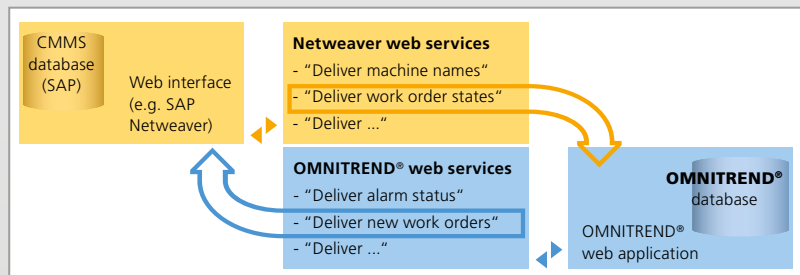 CMMS
database
(SAP)
Web interface
(e.g. SAP
Netweaver)
Netweaver web services
- “Deliver machine names“
- “Deliver work order states“
- “Deliver ...“
OMNITREND® web services
- “Deliver alarm status“
- “Deliver new work orders“
- “Deliver ...“
OMNITREND®
database
OMNITREND®
web application